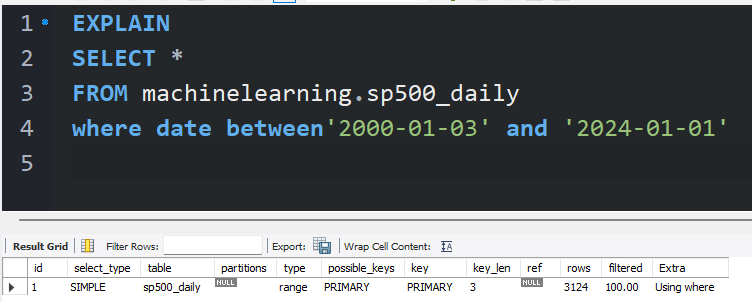 1 EXPLAIN
2 SELECT *
3 FROM machinelearning.sp500_daily
4 where date between'2000-01-03' and '2024-01-01'
5
Result Grid Filter Rows: Export: Wrap Cell Content: IA
id select_type table partitions type possible_keys key key_len ref rows filtered Extra
1 SIMPLE sp500_daily NULL range PRIMARY PRIMARY 3 NULL 3124 100.00 Using where